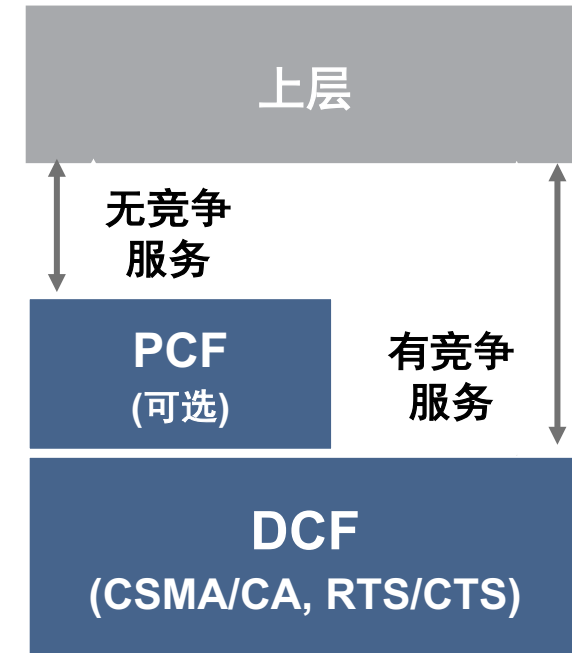 上层
无竞争
服务
PCF
(可选)
有竞争
服务
DCF
(CSMA/CA, RTS/CTS)